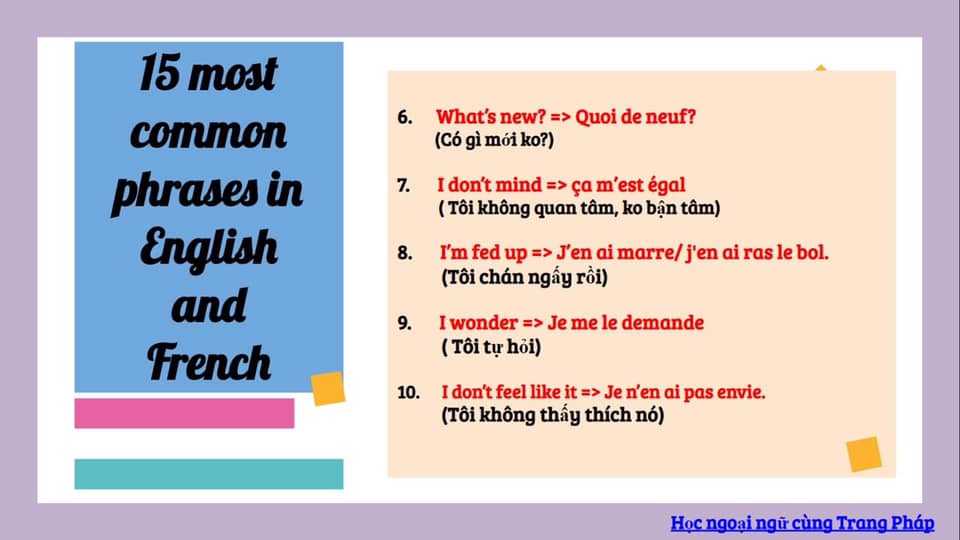 15 most
common
phrases in
English
and
French
6. What's new? => Quoi de neuf?
(Có gì mới ko?)
7. I don't mind => ça m'est égal
( Tôi không quan tâm, ko bận tâm)
8. I'm fed up => J'en ai marre/ j'en ai ras le bol.
(Tôi chán ngấy rồi)
9. I wonder => Je me le demande
( Tôi tự hỏi)
10. I don't feel like it => Je n'en ai pas envie.
(Tôi không thấy thích nó)
Học ngoại ngữ cùng Trang Pháp